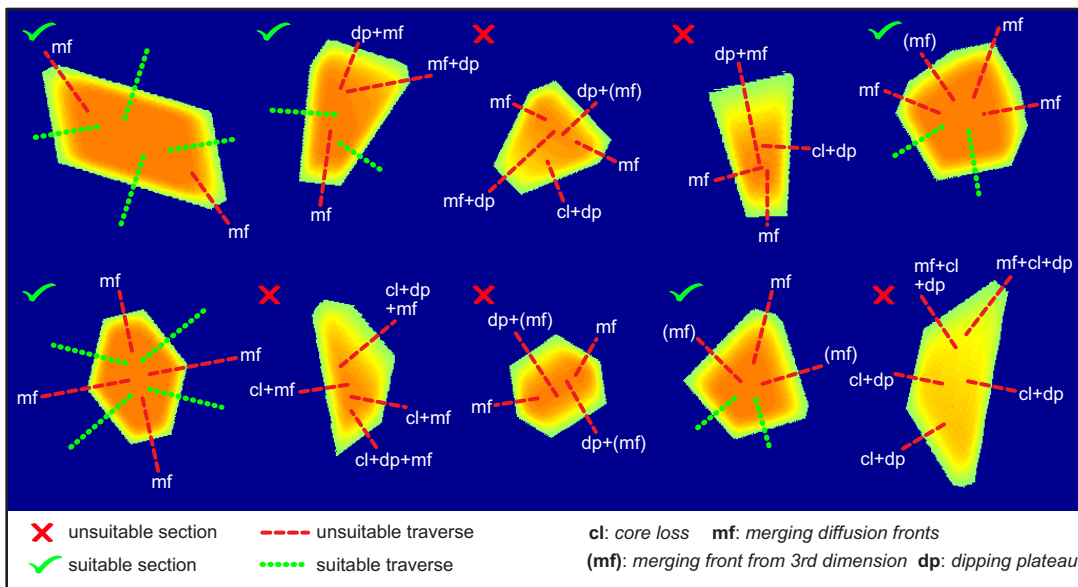 mf
mf
dp+mf
mf+dp
mf
mf
dp+(mf)
mf
mf+dp
cl+dp
dp+mf
cl+dp
mf
mf
(mf)
mf
mf
mf
mf
mf
mf
mf
cl+dp
+mf
cl+mf
cl+mf
cl+dp+mf
dp+(mf)
mf
mf
dp+(mf)
mf
(mf)
(mf)
mf+cl
+dp
mf+cl+dp
cl+dp
cl+dp
cl+dp
unsuitable section
unsuitable traverse
cl: core loss mf: merging diffusion fronts
suitable section
suitable traverse
(mf): merging front from 3rd dimension dp: dipping plateau